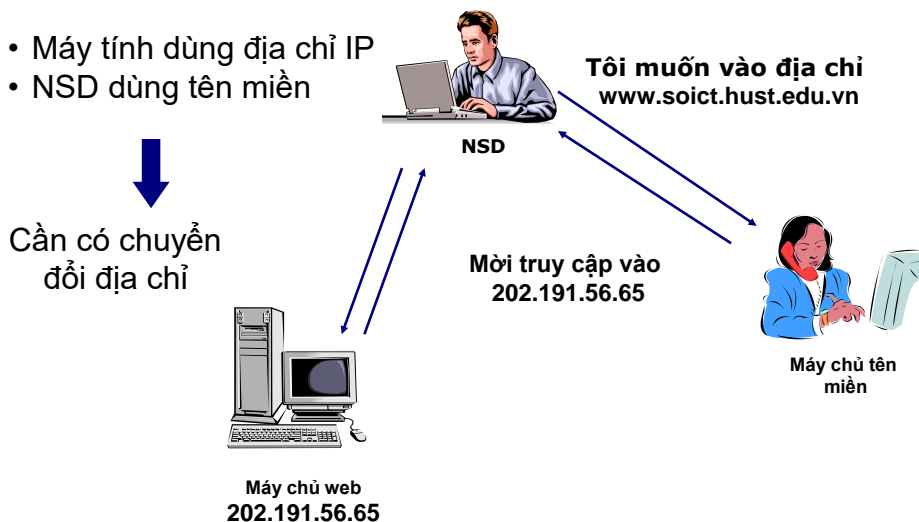 • Máy tính dùng địa chỉ IP
• NSD dùng tên miền
Cần có chuyển
đổi địa chỉ
NSD
Tôi muốn vào địa chỉ
www.soict.hust.edu.vn
Mời truy cập vào
202.191.56.65
Máy chủ tên
miền
Máy chủ web
202.191.56.65